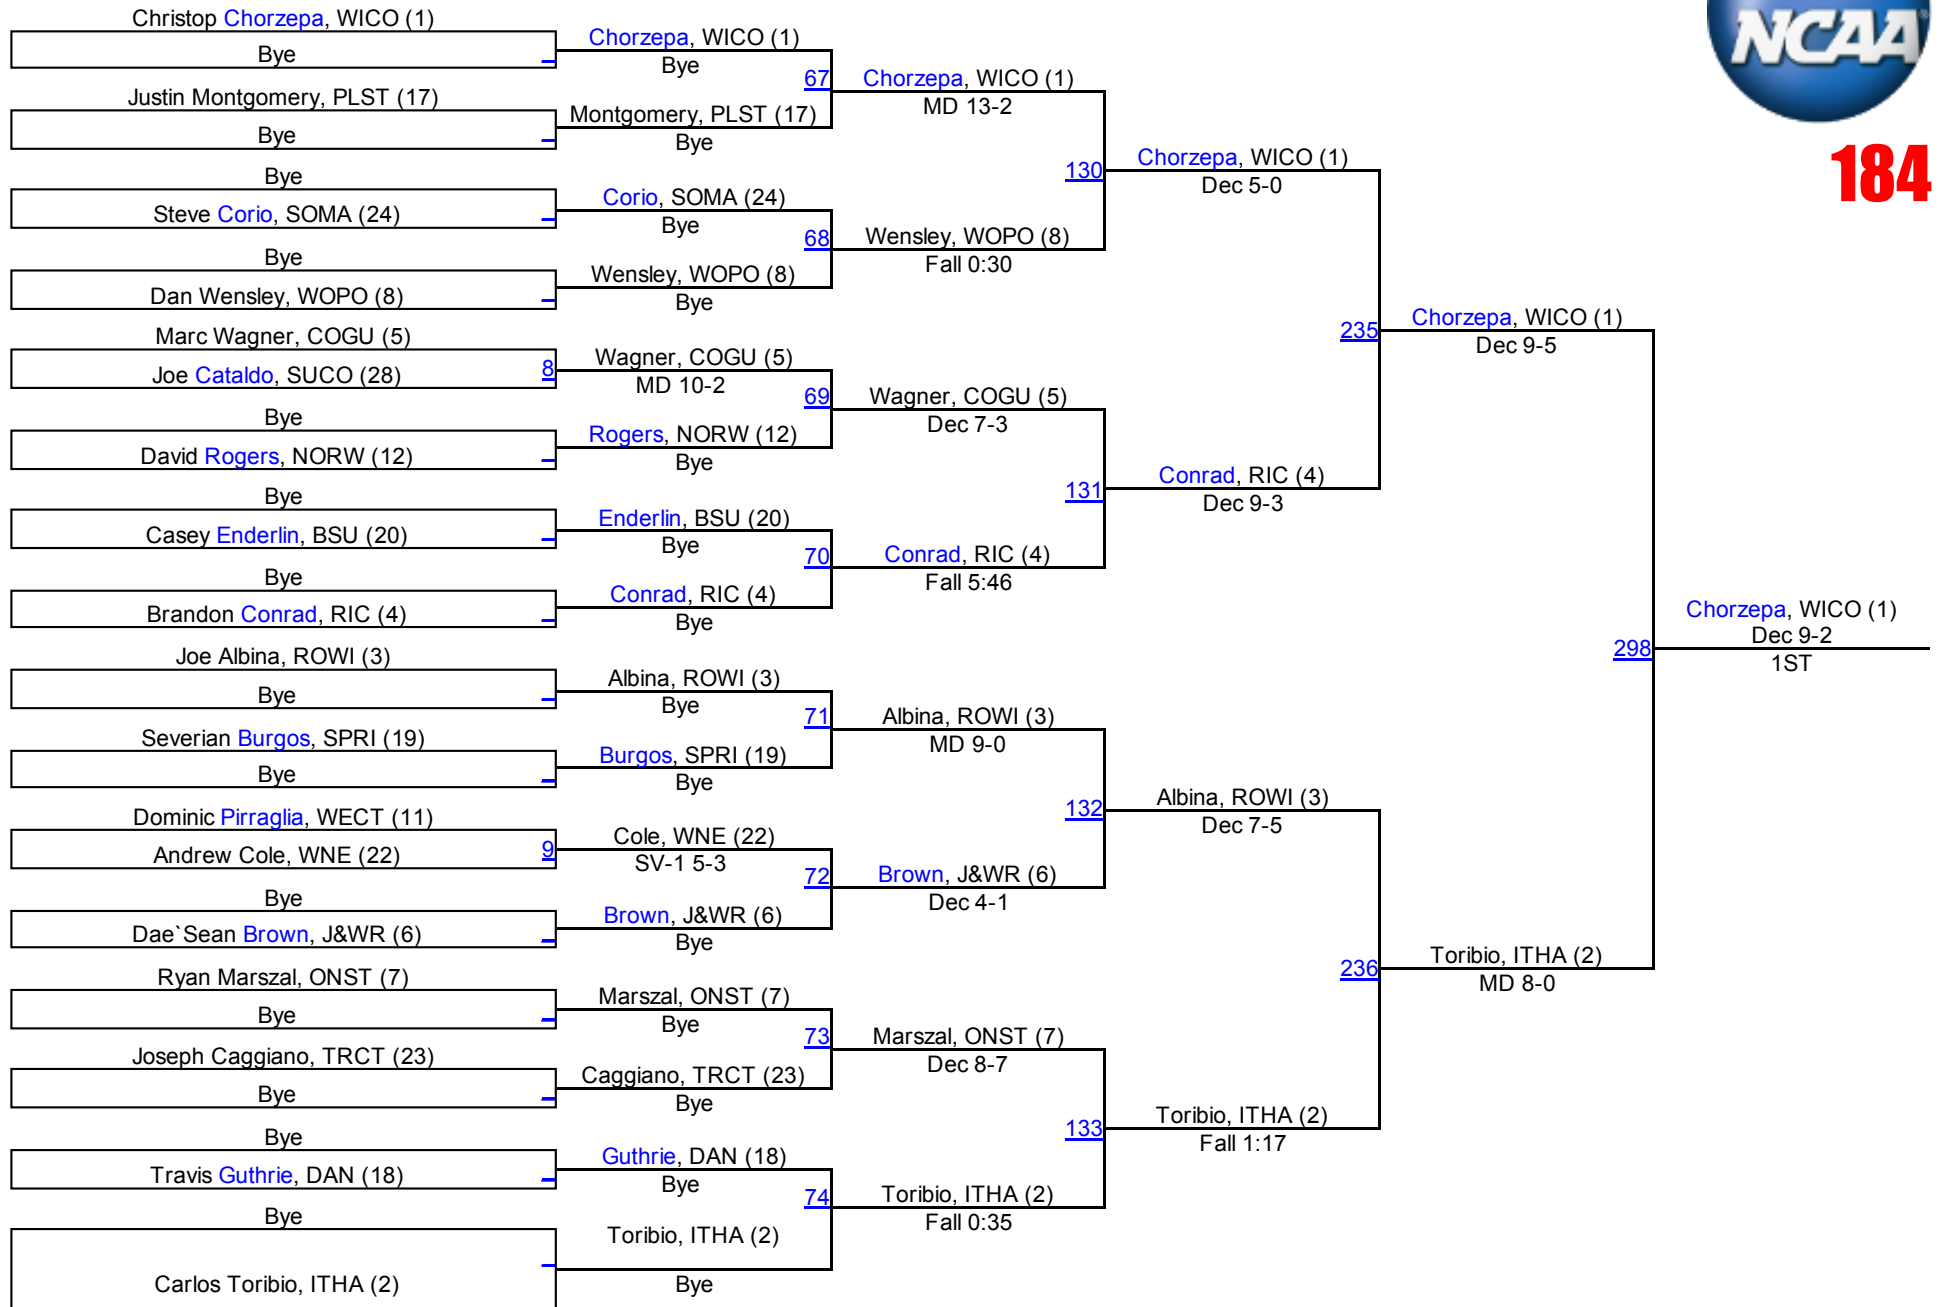 NCAA
184
Christop Chorzepa, WICO (1)
Bye
Justin Montgomery, PLST (17)
Bye
Bye
Steve Corio, SOMA (24)
Bye
Dan Wensley, WOPO (8)
Marc Wagner, COGU (5)
Joe Cataldo, SUCO (28)
8
Bye
David Rogers, NORW (12)
Bye
Casey Enderlin, BSU (20)
Bye
Brandon Conrad, RIC (4)
Joe Albina, ROWI (3)
Bye
Severian Burgos, SPRI (19)
Bye
Dominic Pirraglia, WECT (11)
Andrew Cole, WNE (22)
9
Bye
Dae`Sean Brown, J&WR (6)
Ryan Marszal, ONST (7)
Bye
Joseph Caggiano, TRCT (23)
Bye
Bye
Travis Guthrie, DAN (18)
Bye
Carlos Toribio, ITHA (2)
Chorzepa, WICO (1)
Bye
67
Montgomery, PLST (17)
Bye
Corio, SOMA (24)
Bye
68
Wensley, WOPO (8)
Bye
Wagner, COGU (5)
MD 10-2
69
Rogers, NORW (12)
Bye
Enderlin, BSU (20)
Bye
70
Conrad, RIC (4)
Bye
Albina, ROWI (3)
Bye
71
Burgos, SPRI (19)
Bye
Cole, WNE (22)
SV-1 5-3
72
Brown, J&WR (6)
Bye
Marszal, ONST (7)
Bye
73
Caggiano, TRCT (23)
Bye
Guthrie, DAN (18)
Bye
74
Toribio, ITHA (2)
Bye
Chorzepa, WICO (1)
MD 13-2
130
Wensley, WOPO (8)
Fall 0:30
Wagner, COGU (5)
Dec 7-3
131
Conrad, RIC (4)
Fall 5:46
Albina, ROWI (3)
MD 9-0
132
Brown, J&WR (6)
Dec 4-1
Marszal, ONST (7)
Dec 8-7
133
Toribio, ITHA (2)
Fall 0:35
Chorzepa, WICO (1)
Dec 5-0
235
Conrad, RIC (4)
Dec 9-3
Albina, ROWI (3)
Dec 7-5
236
Toribio, ITHA (2)
Fall 1:17
Chorzepa, WICO (1)
Dec 9-5
298
Toribio, ITHA (2)
MD 8-0
Chorzepa, WICO (1)
Dec 9-2
1ST